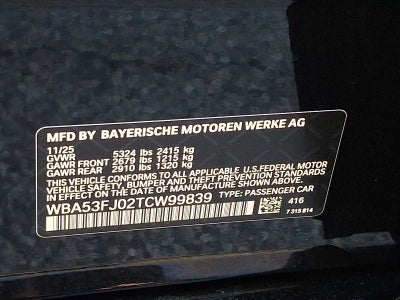 MFD BY BAYERISCHE MOTOREN WERKE AG
11/25
GVWR 5324 lbs 2415 kg
GAWR FRONT 2679 lbs 1215 kg
GAWR REAR 2910 lbs 1320 kg
THIS VEHICLE CONFORMS TO ALL APPLICABLE U.S.FEDERAL MOTOR
VEHICLE SAFETY, BUMPER, AND THEFT PREVENTION STANDARDS
IN EFFECT ON THE DATE OF MANUFACTURE SHOWN ABOVE.
WBA53FJ02TCW99839 TYPE: PASSENGER CAR
416
7 315 814